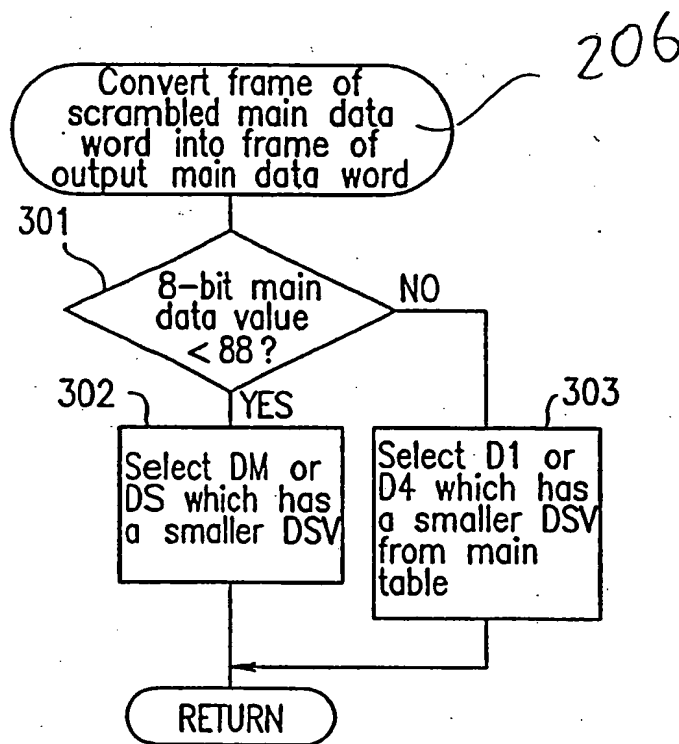 206
Convert frame of
scrambled main data
word into frame of
output main data word
301
8-bit main
data value
< 88 ?
NO
YES
302
Select DM or
DS which has
a smaller DSV
303
Select D1 or
D4 which has
a smaller DSV
from main
table
RETURN